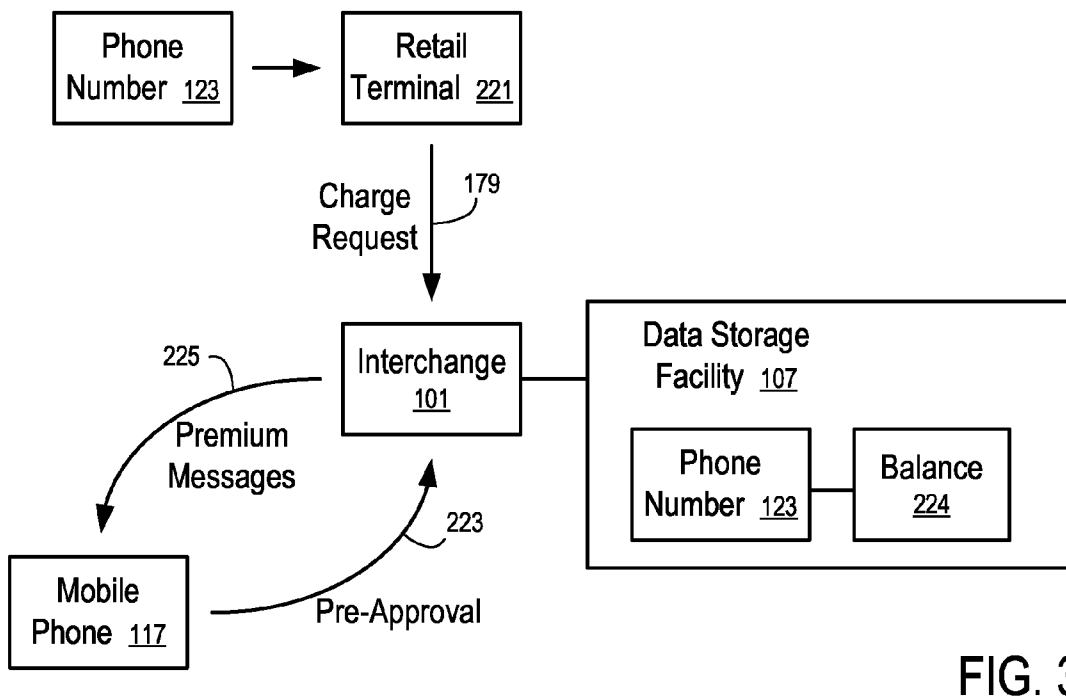 Phone
Number 123
Retail
Terminal 221
Charge
Request
179
Interchange
101
Data Storage
Facility 107
Phone
Number 123
Balance
224
225
Premium
Messages
223
Pre-Approval
Mobile
Phone 117
FIG. 3